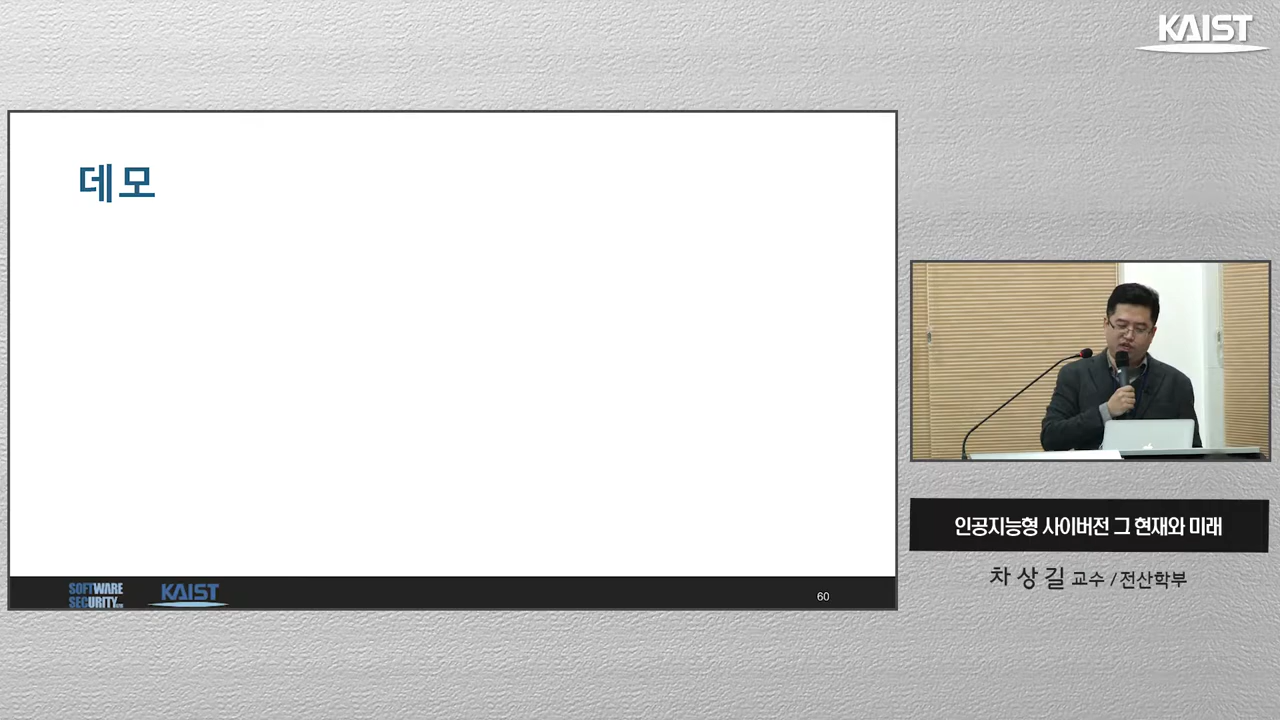 KAIST
데모
인공지능형 사이버전 그 현재와 미래
차상길 교수 / 전산학부
SOFTWARE
SECURITY
KAIST
60